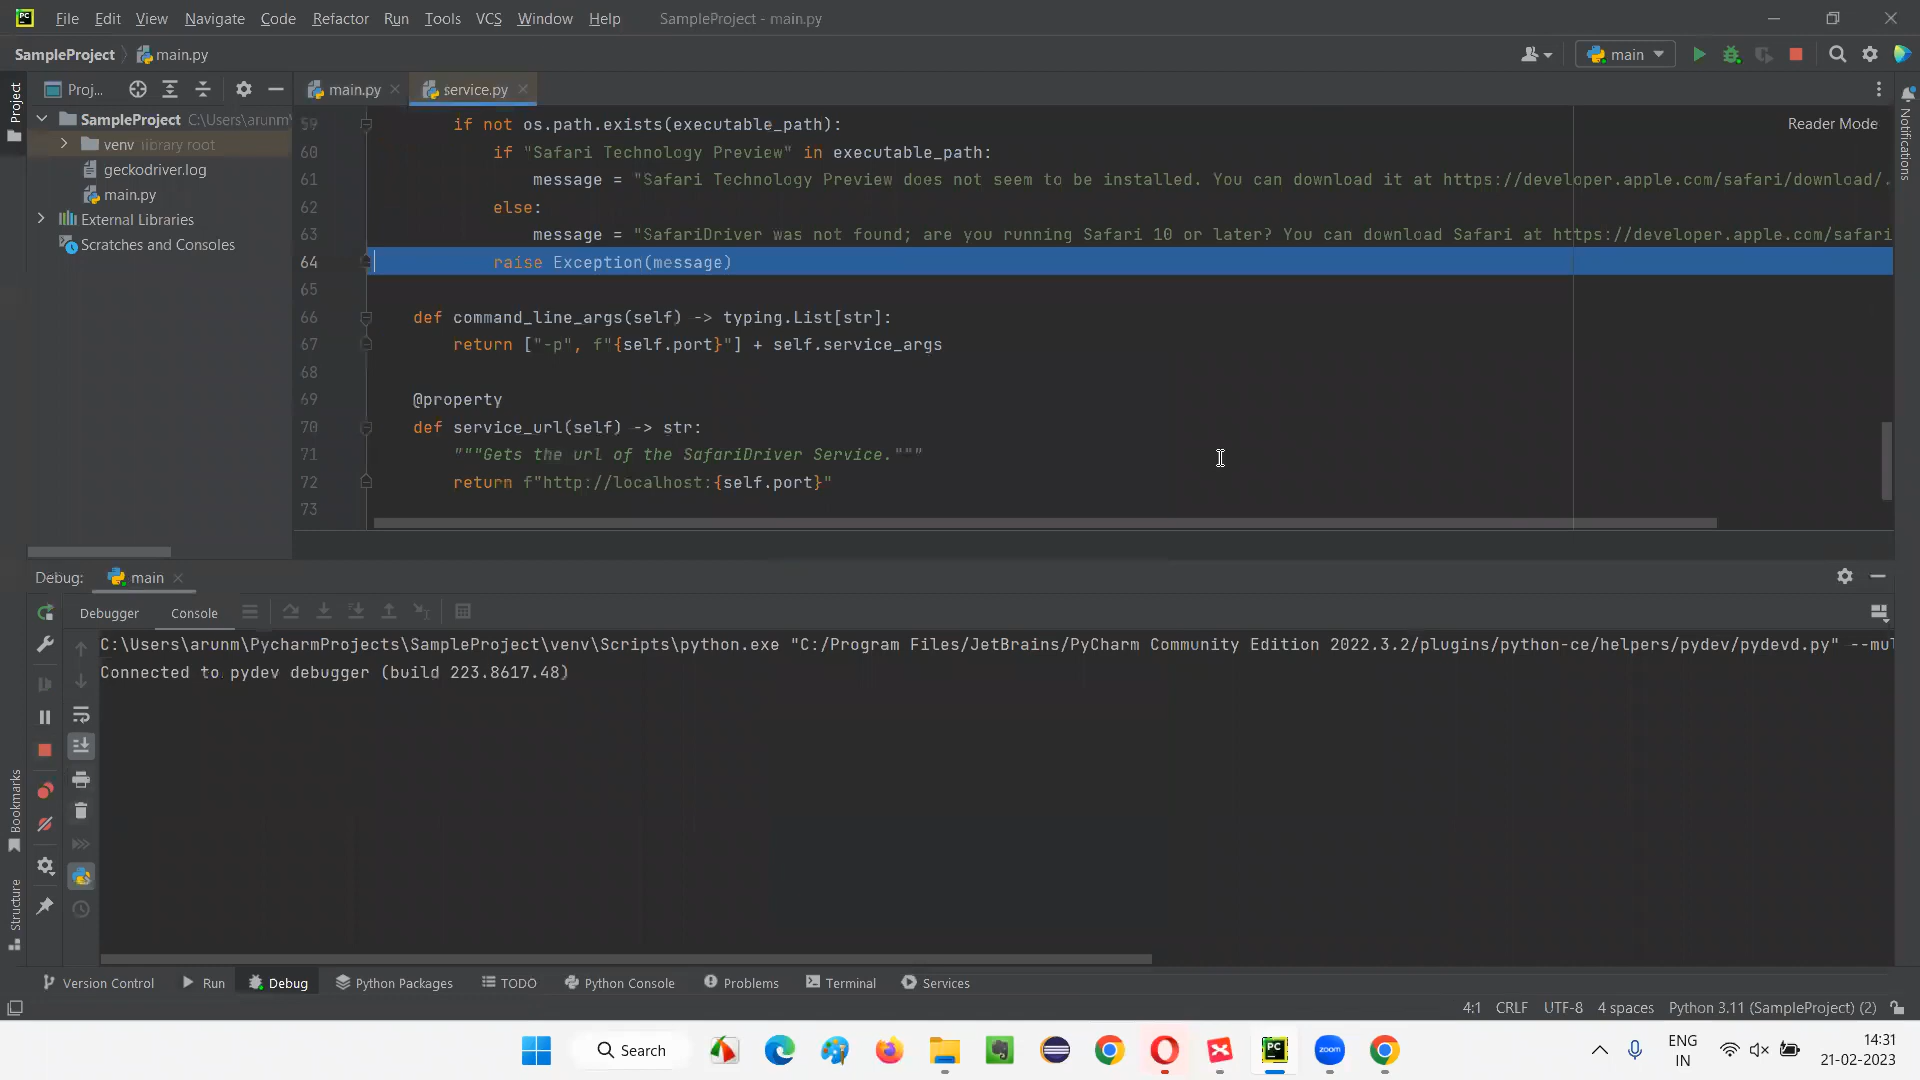 File Edit View Navigate Code Refactor Run Tools VCS Window Help SampleProject - main.py
SampleProject main.py
main
Project
Proj...
main.py
service.py
SampleProject C:\Users\arunm\
venv library root
geckodriver.log
main.py
External Libraries
Scratches and Consoles
Reader Mode
Notifications
59 if not os.path.exists(executable_path):
60 if "Safari Technology Preview" in executable_path:
61 message = "Safari Technology Preview does not seem to be installed. You can download it at https://developer.apple.com/safari/download/.
62 else:
63 message = "SafariDriver was not found; are you running Safari 10 or later? You can download Safari at https://developer.apple.com/safari
64 raise Exception(message)
65
66 def command_line_args(self) -> typing.List[str]:
67 return ["-p", f"{self.port}"] + self.service_args
68
69 @property
70 def service_url(self) -> str:
71 """Gets the url of the SafariDriver Service."""
72 return f"http://localhost:{self.port}"
73
Debug: main
Debugger Console
C:\Users\arunm\PycharmProjects\SampleProject\venv\Scripts\python.exe "C:/Program Files/JetBrains/PyCharm Community Edition 2022.3.2/plugins/python-ce/helpers/pydev/pydevd.py" --mul
Connected to pydev debugger (build 223.8617.48)
Bookmarks
Structure
Version Control Run Debug Python Packages TODO Python Console Problems Terminal Services
4:1 CRLF UTF-8 4 spaces Python 3.11 (SampleProject) (2)
Search
zoom
ENG
IN
14:31
21-02-2023